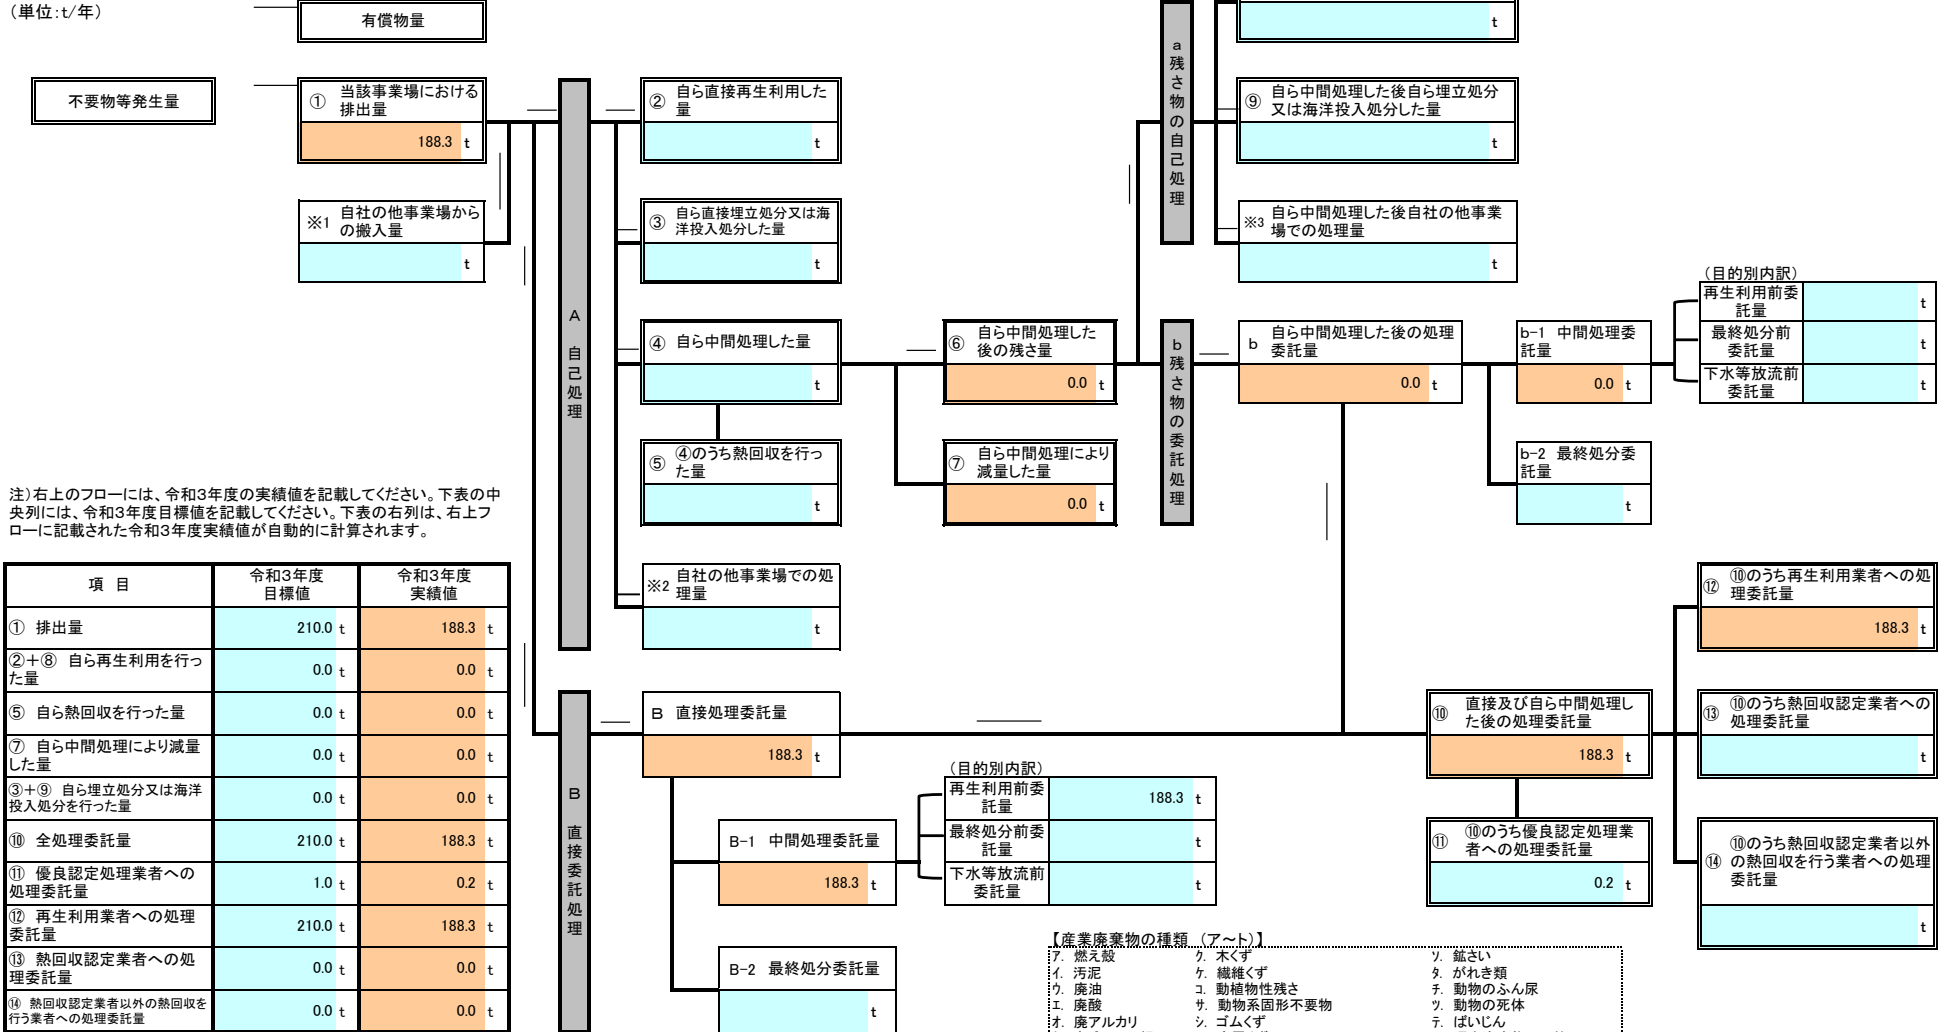 (単位:t/年)
有償物量
t
不要物等発生量
① 当該事業場における
排出量
188.3 t
※1 自社の他事業場から
の搬入量
t
A 自己処理
② 自ら直接再生利用した
量
t
③ 自ら直接埋立処分又は海
洋投入処分した量
t
④ 自ら中間処理した量
t
⑤ ④のうち熱回収を行っ
た量
t
※2 自社の他事業場での処
理量
t
⑥ 自ら中間処理した
後の残さ量
0.0 t
⑦ 自ら中間処理により
減量した量
0.0 t
a 残さ物の自己処理
⑨ 自ら中間処理した後自ら埋立処分
又は海洋投入処分した量
t
※3 自ら中間処理した後自社の他事業
場での処理量
t
b 残さ物の委託処理
b 自ら中間処理した後の処理
委託量
0.0 t
b-1 中間処理委
託量
0.0 t
b-2 最終処分委
託量
t
(目的別内訳)
再生利用前委
託量
t
最終処分前
委託量
t
下水等放流前
委託量
t
注)右上のフローには、令和3年度の実績値を記載してください。下表の中
央列には、令和3年度目標値を記載してください。下表の右列は、右上フ
ローに記載された令和3年度実績値が自動的に計算されます。
項 目 令和3年度
目標値 令和3年度
実績値
① 排出量 210.0 t 188.3 t
②+⑧ 自ら再生利用を行っ
た量 0.0 t 0.0 t
⑤ 自ら熱回収を行った量 0.0 t 0.0 t
⑦ 自ら中間処理により減量
した量 0.0 t 0.0 t
③+⑨ 自ら埋立処分又は海洋
投入処分を行った量 0.0 t 0.0 t
⑩ 全処理委託量 210.0 t 188.3 t
⑪ 優良認定処理業者への
処理委託量 1.0 t 0.2 t
⑫ 再生利用業者への処理
委託量 210.0 t 188.3 t
⑬ 熱回収認定業者への処
理委託量 0.0 t 0.0 t
⑭ 熱回収認定業者以外の熱回収を
行う業者への処理委託量 0.0 t 0.0 t
B 直接委託処理
B 直接処理委託量
188.3 t
B-1 中間処理委託量
188.3 t
B-2 最終処分委託量
t
(目的別内訳)
再生利用前委
託量
188.3 t
最終処分前委
託量
t
下水等放流前
委託量
t
⑩ 直接及び自ら中間処理し
た後の処理委託量
188.3 t
⑪ ⑩のうち優良認定処理業
者への処理委託量
0.2 t
⑫ ⑩のうち再生利用業者への処
理委託量
188.3 t
⑬ ⑩のうち熱回収認定業者への
処理委託量
t
⑭ ⑩のうち熱回収認定業者以外
の熱回収を行う業者への処理
委託量
t
【産業廃棄物の種類 (ア~ト)】
ア. 燃え殻 ク. 木くず ソ. 鉱さい
イ. 汚泥 ケ. 繊維くず タ. がれき類
ウ. 廃油 コ. 動植物性残さ チ. 動物のふん尿
エ. 廃酸 サ. 動物系固形不要物 ツ. 動物の死体
オ. 廃アルカリ シ. ゴムくず テ. ばいじん